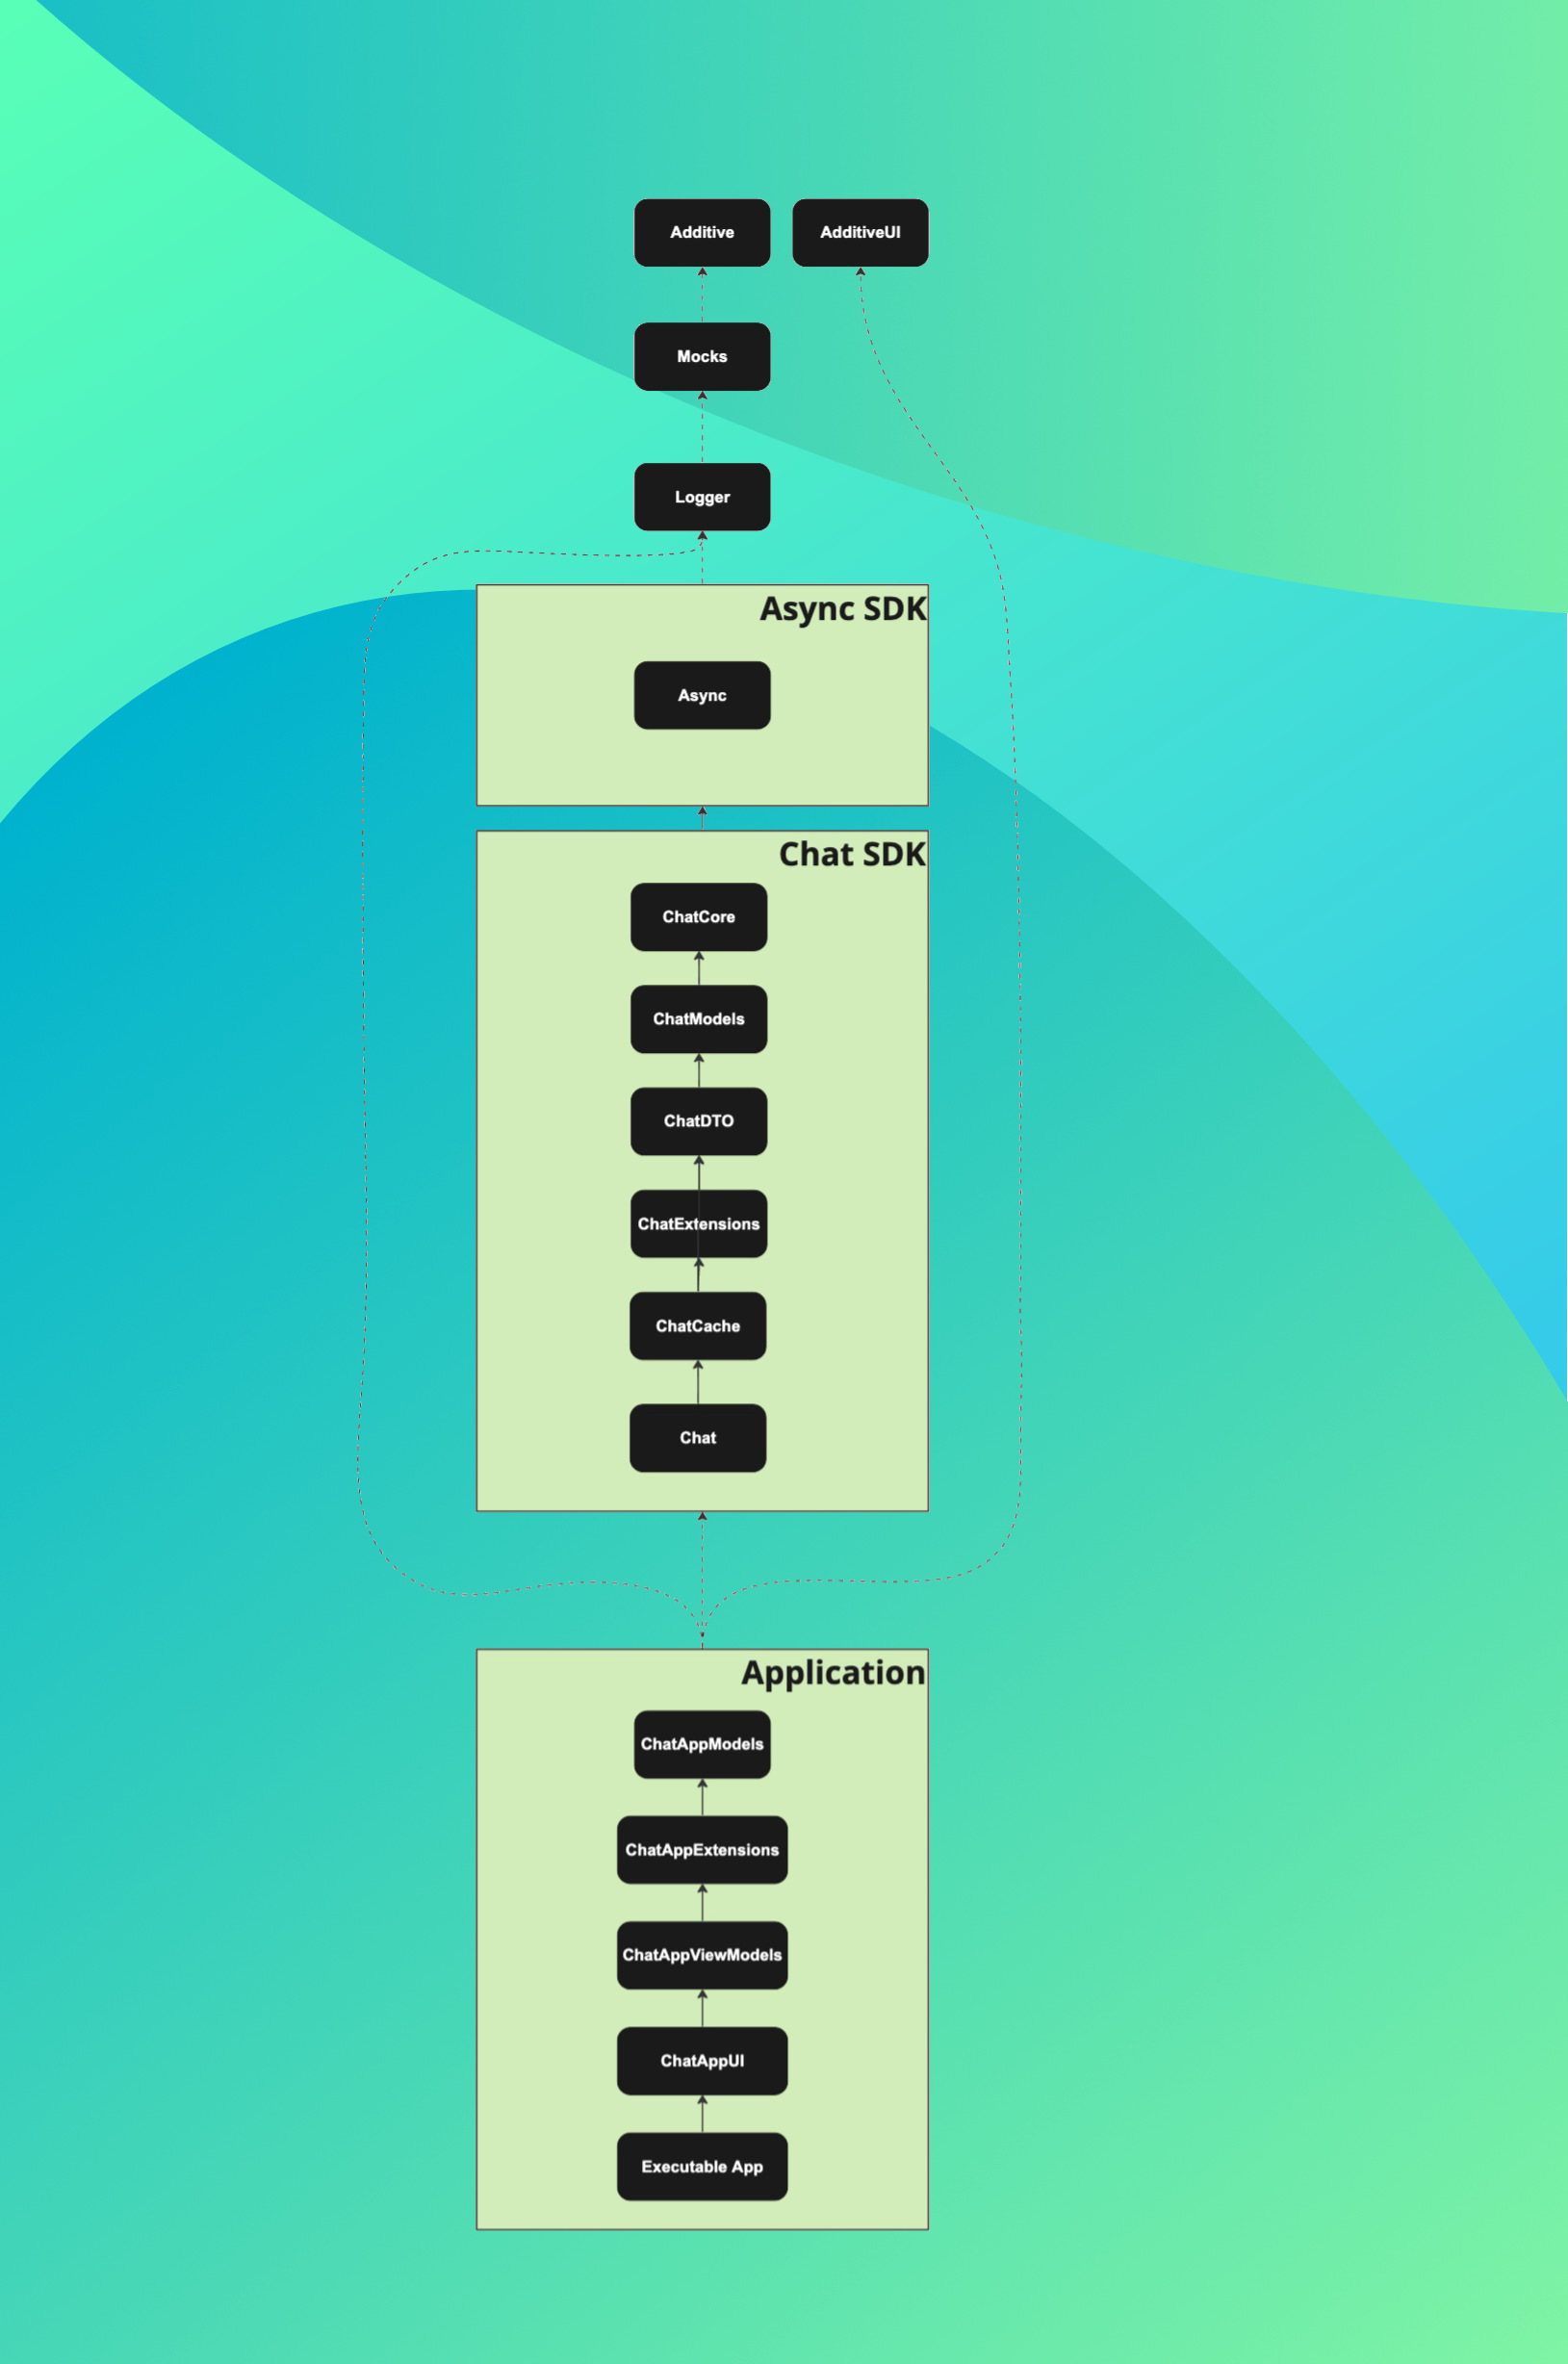 Additive
AdditiveUI
Mocks
Logger
Async SDK
Async
Chat SDK
ChatCore
ChatModels
ChatDTO
ChatExtensions
ChatCache
Chat
Application
ChatAppModels
ChatAppExtensions
ChatAppViewModels
ChatAppUI
Executable App